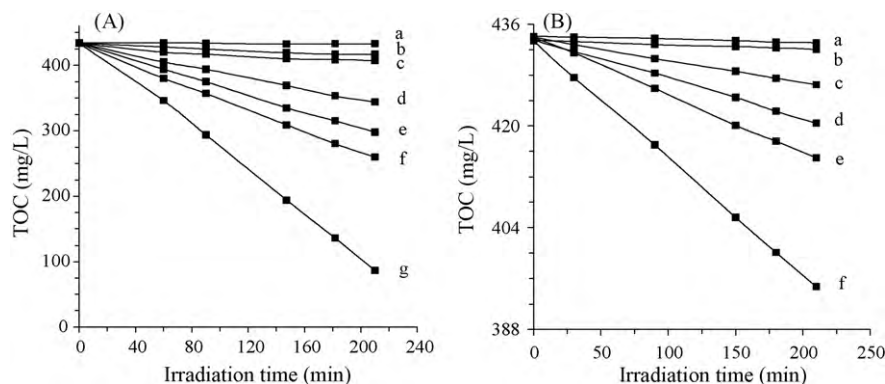 (A)
TOC (mg/L)
400
300
200
100
0
a
b
c
d
e
f
g
0 40 80 120 160 200 240
Irradiation time (min)
(B)
TOC (mg/L)
436
420
404
388
a
b
c
d
e
f
0 50 100 150 200 250
Irradiation time (min)